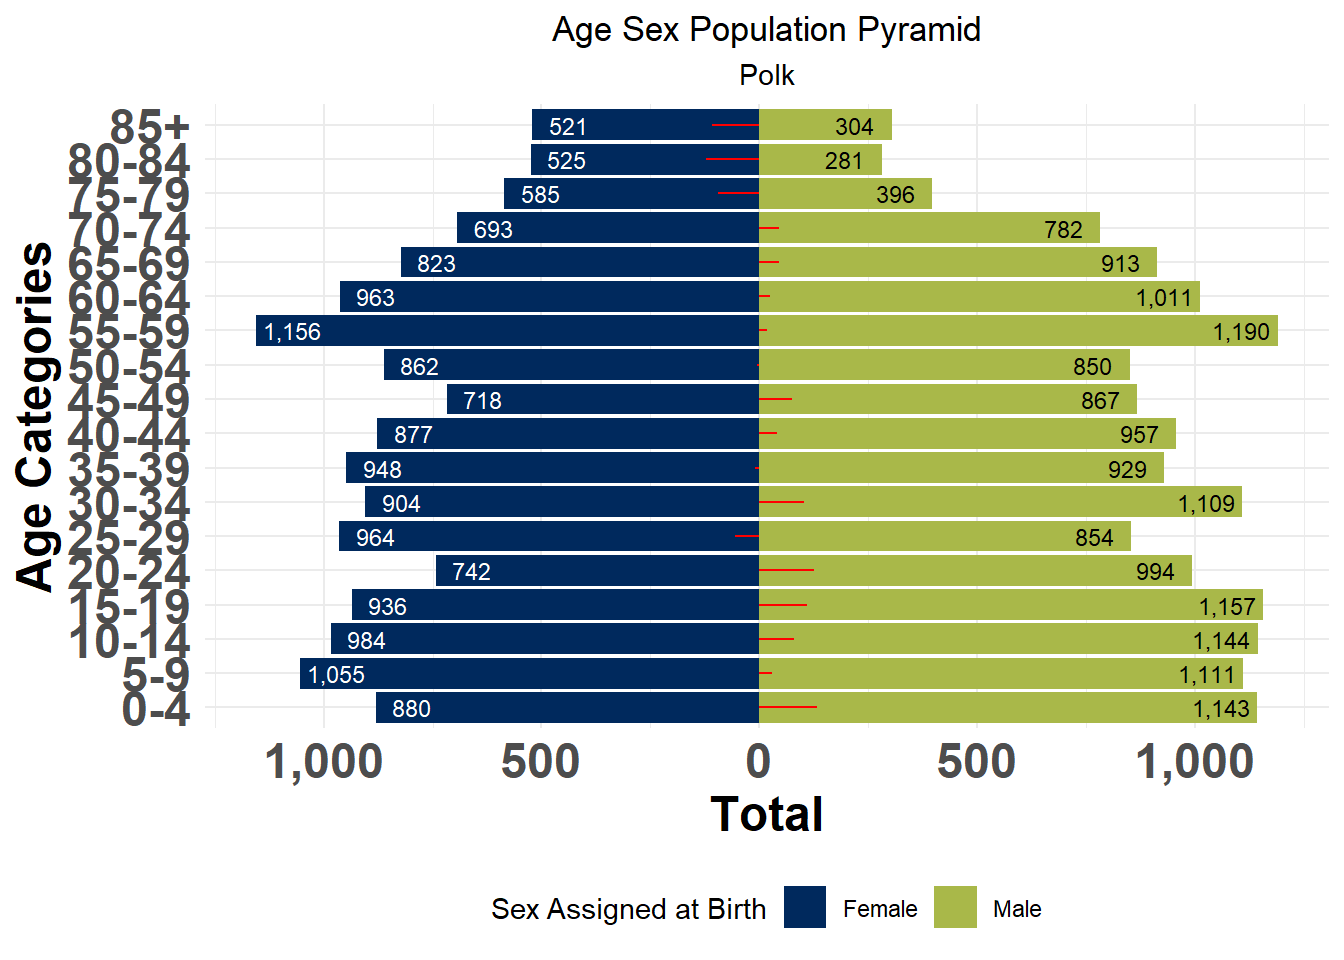 Age Sex Population Pyramid
Polk
Age Categories
85+ 521 304
80-84 525 281
75-79 585 396
70-74 693 782
65-69 823 913
60-64 963 1,011
55-59 1,156 1,190
50-54 862 850
45-49 718 867
40-44 877 957
35-39 948 929
30-34 904 1,109
25-29 964 854
20-24 742 994
15-19 936 1,157
10-14 984 1,144
5-9 1,055 1,111
0-4 880 1,143
1,000 500 0 500 1,000
Total
Sex Assigned at Birth Female Male